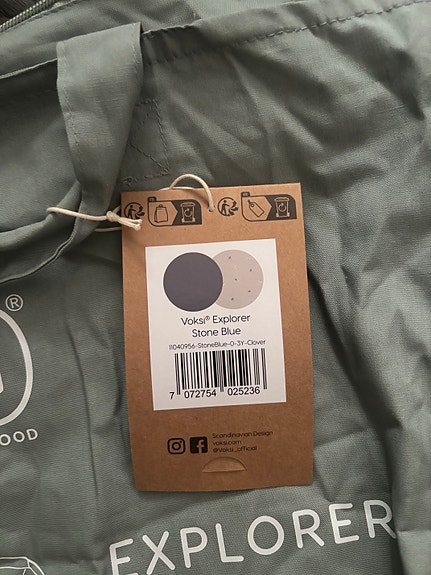 Voksi® Explorer
Stone Blue
11040956-StoneBlue-0-3Y-Clover
7 072754 025236
Scandinavian Design
voksi.com
@Voksi_official
®
OOD
EXPLORER